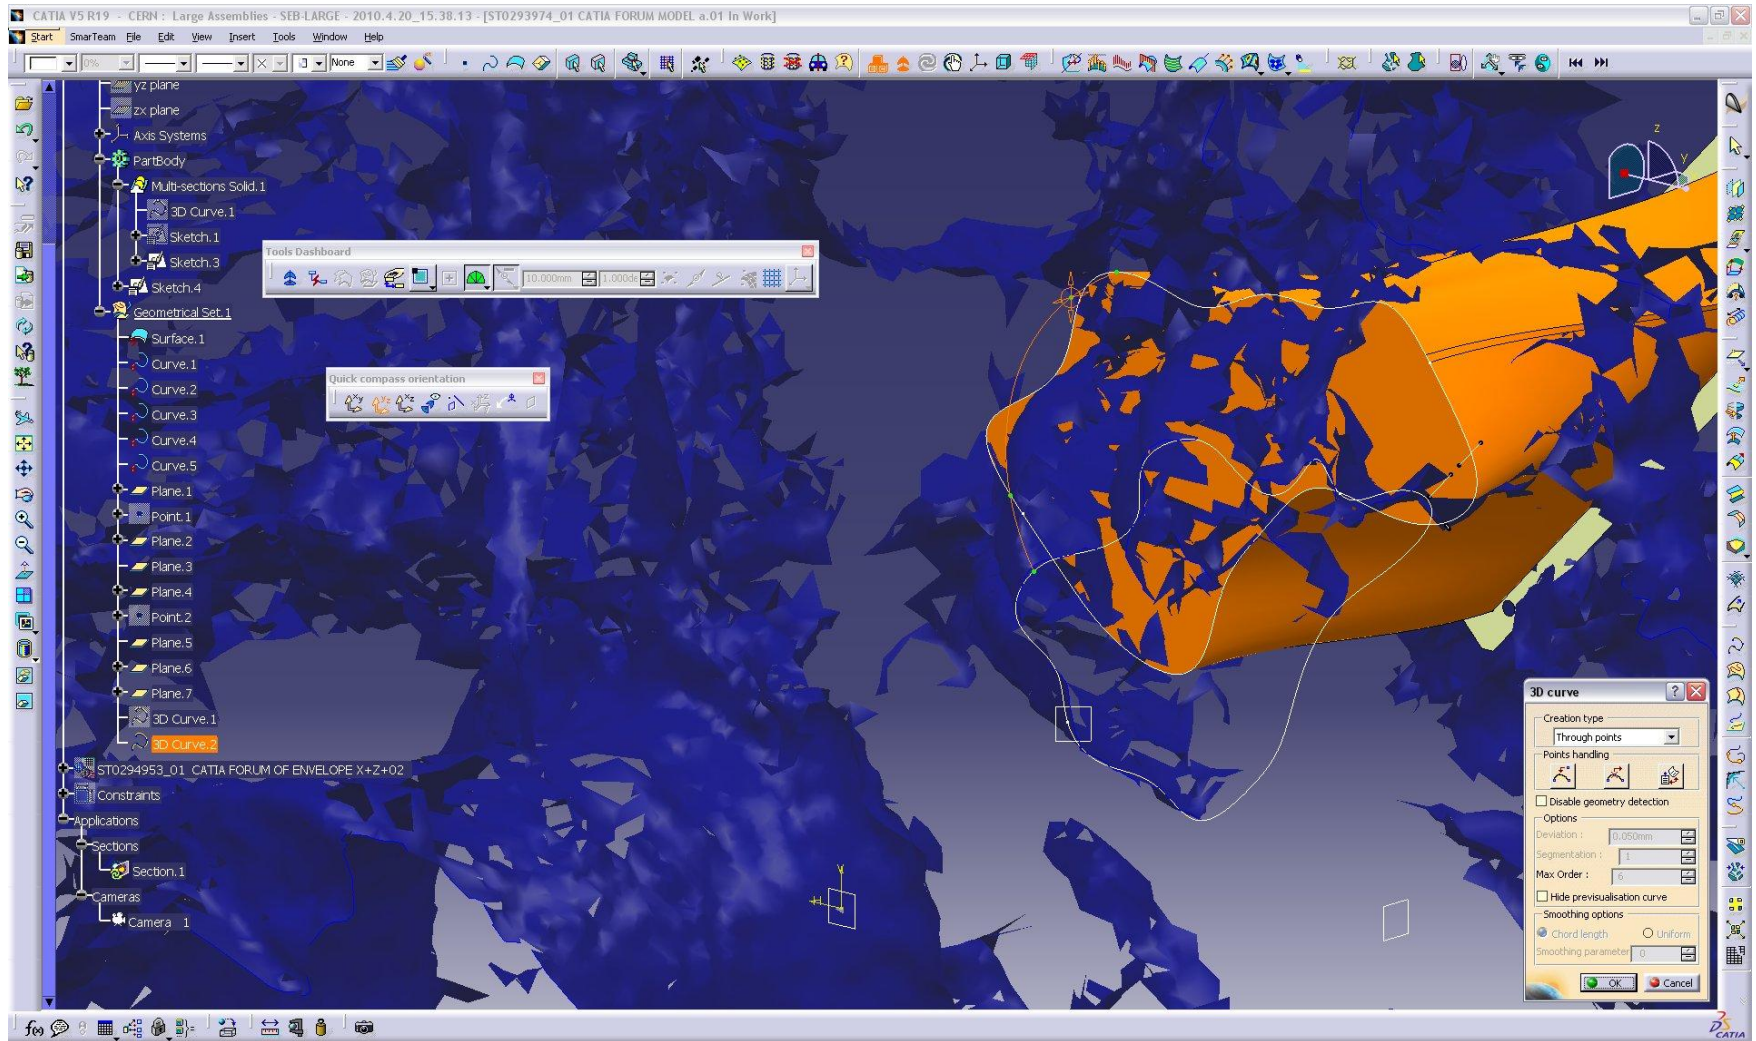 CATIA V5 R19 - CERN : Large Assemblies - SEB-LARGE - 2010.4.20_15.38.13 - [ST0293974_01 CATIA FORUM MODEL a.01 In Work]
Start SmarTeam File Edit View Insert Tools Window Help
0% None
yz plane
zx plane
Axis Systems
PartBody
Multi-sections Solid.1
3D Curve.1
Sketch.1
Sketch.3
Sketch.4
Geometrical Set.1
Surface.1
Curve.1
Curve.2
Curve.3
Curve.4
Curve.5
Plane.1
Point.1
Plane.2
Plane.3
Plane.4
Point.2
Plane.5
Plane.6
Plane.7
3D Curve.1
3D Curve.2
ST0294953_01 CATIA FORUM OF ENVELOPE X+Z+02
Constraints
Applications
Sections
Section.1
Cameras
Camera 1
Tools Dashboard
10.000mm 1.000de
Quick compass orientation
z
y
3D curve
Creation type
Through points
Points handling
Disable geometry detection
Options
Deviation : 0.050mm
Segmentation : 1
Max Order : 6
Hide previsualisation curve
Smoothing options
Chord length Uniform
Smoothing parameter 0
OK Cancel
f(x)
CATIA